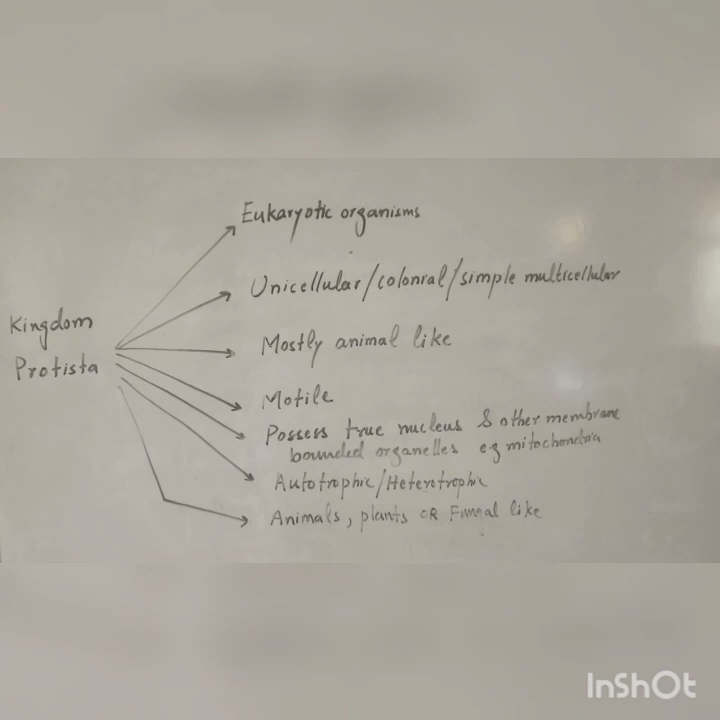 Eukaryotic organisms
Unicellular/colonial/simple multicellular
Kingdom
Protista
Mostly animal like
Motile
Possess true nucleus & other membrane
bounded organelles eg mitochondria
Autotrophic/Heterotrophic
Animals, plants OR Fungal like
InShOt